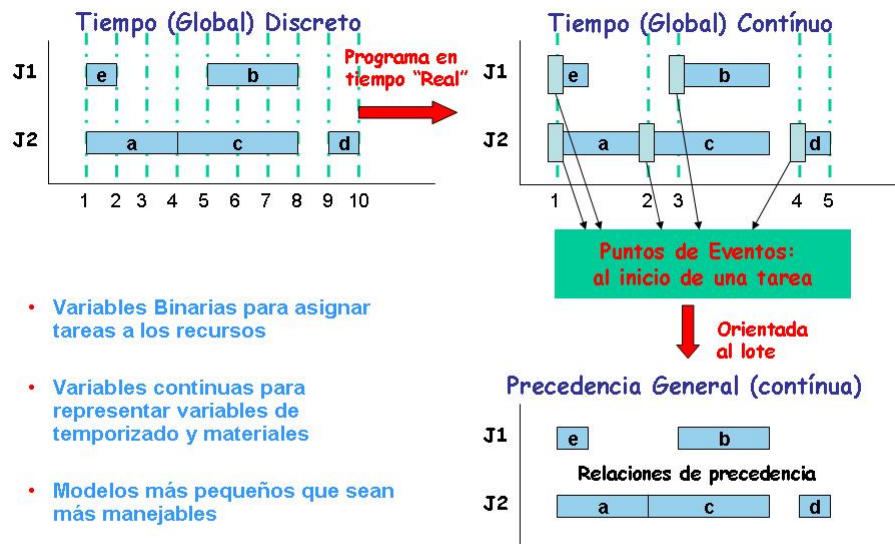 Tiempo (Global) Discreto
J1
e
b
J2
a
c
d
1 2 3 4 5 6 7 8 9 10
Programa en
tiempo "Real"
Tiempo (Global) Contínuo
J1
e
b
J2
a
c
d
1 2 3 4 5
Puntos de Eventos:
al inicio de una tarea
Orientada
al lote
• Variables Binarias para asignar
tareas a los recursos
• Variables continuas para
representar variables de
temporizado y materiales
• Modelos más pequeños que sean
más manejables
Precedencia General (contínua)
J1
e
b
Relaciones de precedencia
J2
a
c
d